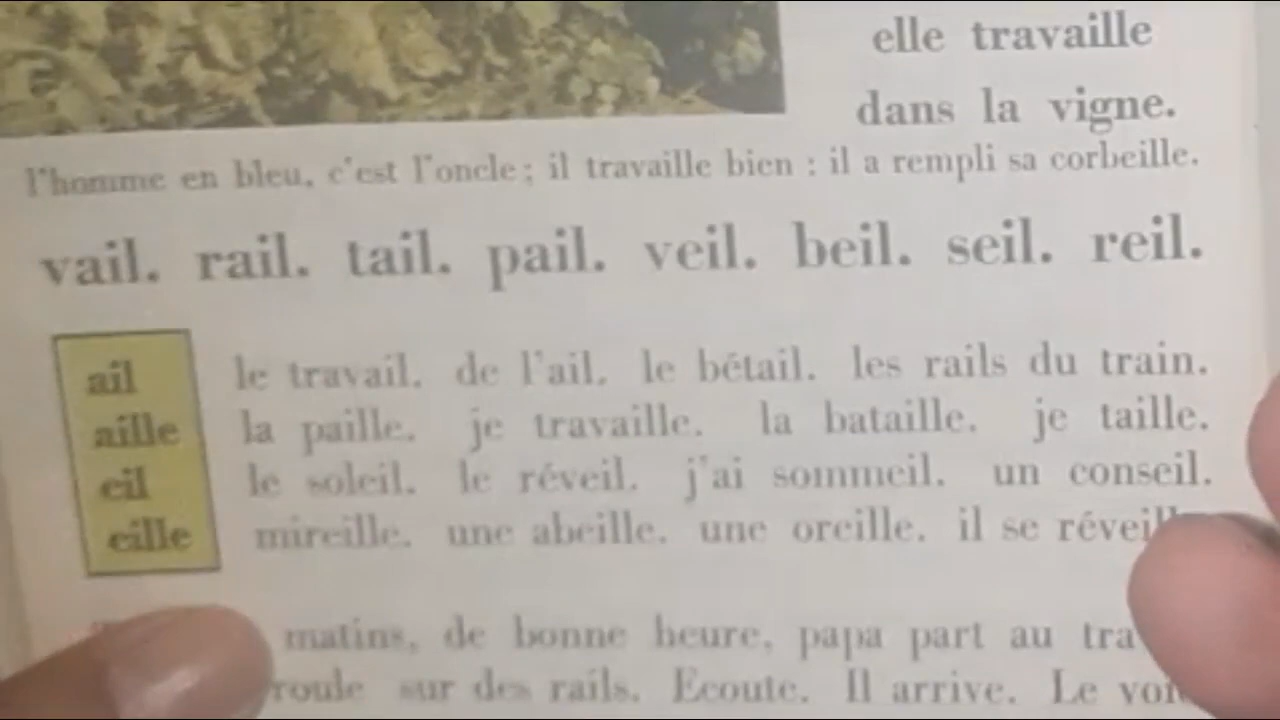 elle travaille
dans la vigne.
l'homme en bleu, c'est l'oncle; il travaille bien : il a rempli sa corbeille.
vail. rail. tail. pail. veil. beil. seil. reil.
ail le travail. de l'ail. le bétail. les rails du train.
aille la paille. je travaille. la bataille. je taille.
eil le soleil. le réveil. j'ai sommeil. un conseil.
eille mireille. une abeille. une oreille. il se
matins, de bonne heure, papa part au
roule sur des rails. Ecoute. Il arrive. Le